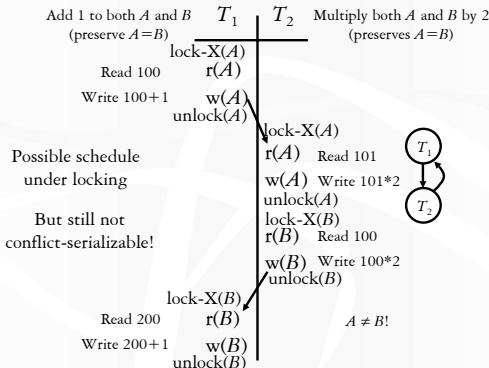 Add 1 to both A and B
(preserve A=B)
T1
T2
Multiply both A and B by 2
(preserves A=B)
lock-X(A)
Read 100
r(A)
Write 100+1
w(A)
unlock(A)
lock-X(A)
r(A)
Read 101
w(A)
Write 101*2
unlock(A)
lock-X(B)
r(B)
Read 100
w(B)
Write 100*2
unlock(B)
Possible schedule
under locking
But still not
conflict-serializable!
T1
T2
lock-X(B)
Read 200
r(B)
Write 200+1
w(B)
unlock(B)
A ≠ B!